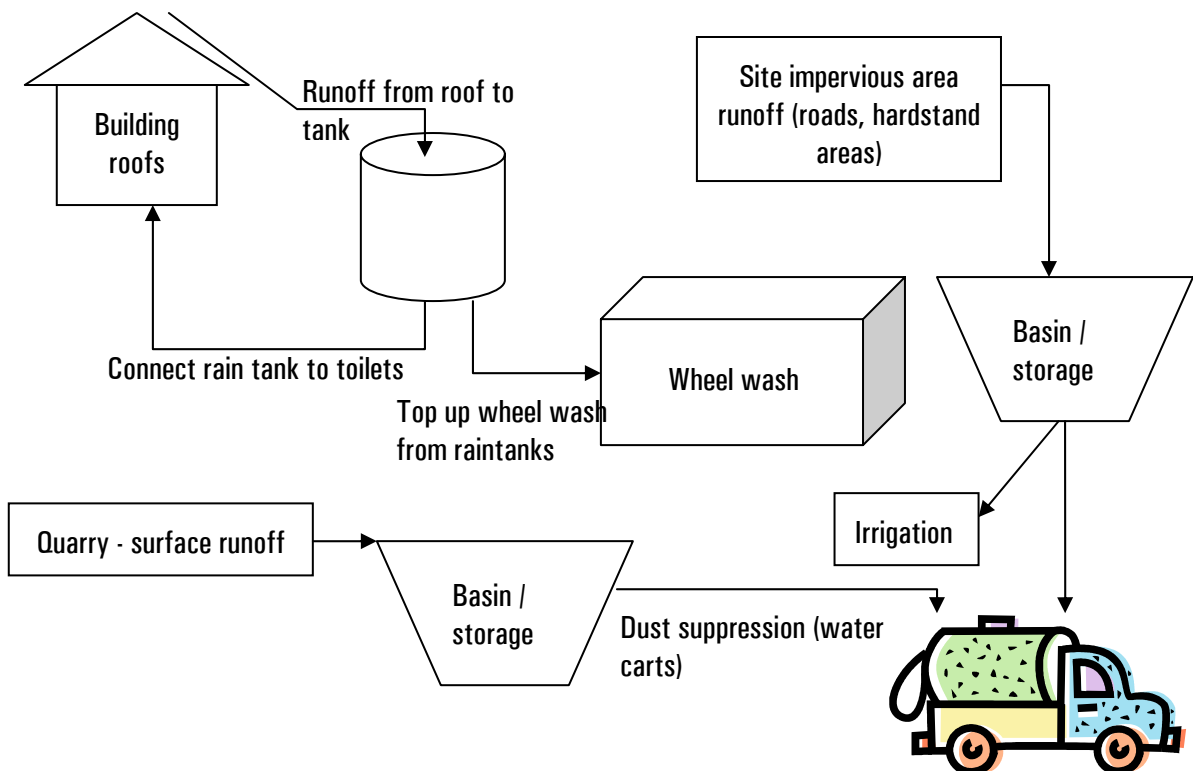 Runoff from roof to
tank
Building
roofs
Site impervious area
runoff (roads, hardstand
areas)
Connect rain tank to toilets
Wheel wash
Top up wheel wash
from raintanks
Basin /
storage
Quarry - surface runoff
Basin /
storage
Irrigation
Dust suppression (water
carts)